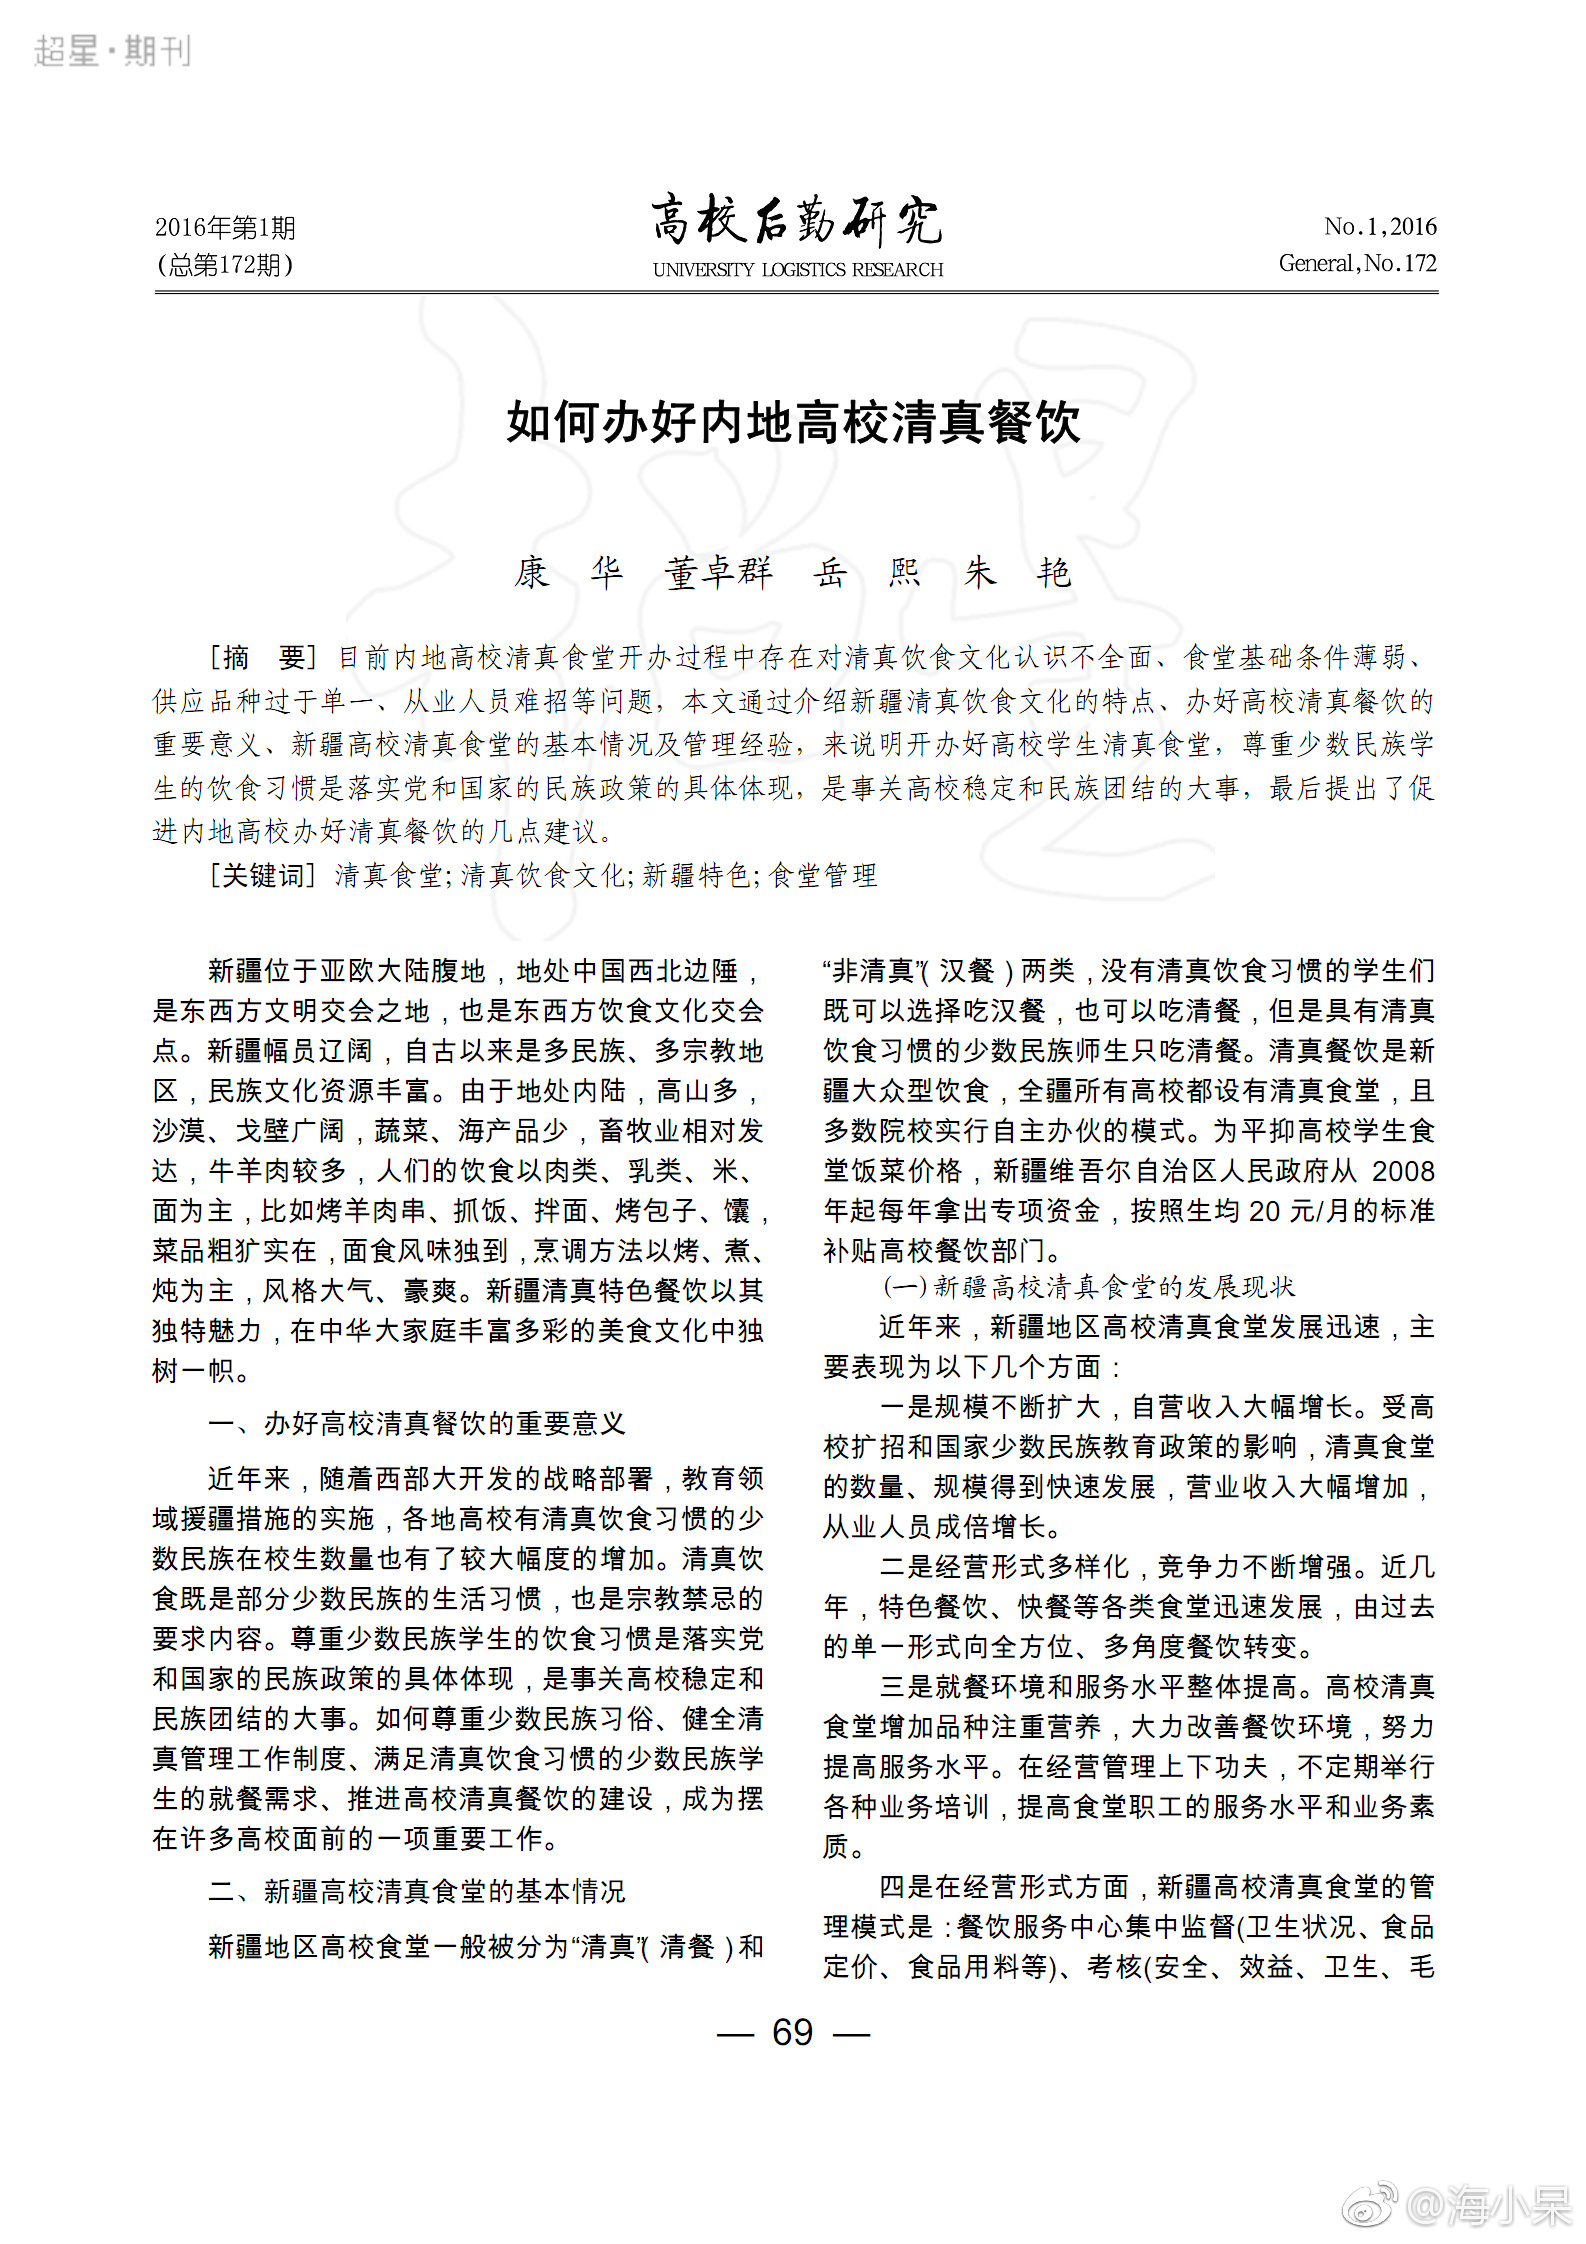 超星·期刊
2016年第1期
(总第172期)
高校后勤研究
UNIVERSITY LOGISTICS RESEARCH
No.1,2016
General,No.172
如何办好内地高校清真餐饮
康 华 董卓群 岳 熙 朱 艳
[摘 要] 目前内地高校清真食堂开办过程中存在对清真饮食文化认识不全面、食堂基础条件薄弱、
供应品种过于单一、从业人员难招等问题，本文通过介绍新疆清真饮食文化的特点、办好高校清真餐饮的
重要意义、新疆高校清真食堂的基本情况及管理经验，来说明开办好高校学生清真食堂，尊重少数民族学
生的饮食习惯是落实党和国家的民族政策的具体体现，是事关高校稳定和民族团结的大事，最后提出了促
进内地高校办好清真餐饮的几点建议。
[关键词] 清真食堂; 清真饮食文化; 新疆特色; 食堂管理
新疆位于亚欧大陆腹地，地处中国西北边陲，
是东西方文明交会之地，也是东西方饮食文化交会
点。新疆幅员辽阔，自古以来是多民族、多宗教地
区，民族文化资源丰富。由于地处内陆，高山多，
沙漠、戈壁广阔，蔬菜、海产品少，畜牧业相对发
达，牛羊肉较多，人们的饮食以肉类、乳类、米、
面为主，比如烤羊肉串、抓饭、拌面、烤包子、馕，
菜品粗犷实在，面食风味独到，烹调方法以烤、煮、
炖为主，风格大气、豪爽。新疆清真特色餐饮以其
独特魅力，在中华大家庭丰富多彩的美食文化中独
树一帜。
一、办好高校清真餐饮的重要意义
近年来，随着西部大开发的战略部署，教育领
域援疆措施的实施，各地高校有清真饮食习惯的少
数民族在校生数量也有了较大幅度的增加。清真饮
食既是部分少数民族的生活习惯，也是宗教禁忌的
要求内容。尊重少数民族学生的饮食习惯是落实党
和国家的民族政策的具体体现，是事关高校稳定和
民族团结的大事。如何尊重少数民族习俗、健全清
真管理工作制度、满足清真饮食习惯的少数民族学
生的就餐需求、推进高校清真餐饮的建设，成为摆
在许多高校面前的一项重要工作。
二、新疆高校清真食堂的基本情况
新疆地区高校食堂一般被分为“清真”（清餐）和
“非清真”（汉餐）两类，没有清真饮食习惯的学生们
既可以选择吃汉餐，也可以吃清餐，但是具有清真
饮食习惯的少数民族师生只吃清餐。清真餐饮是新
疆大众型饮食，全疆所有高校都设有清真食堂，且
多数院校实行自主办伙的模式。为平抑高校学生食
堂饭菜价格，新疆维吾尔自治区人民政府从 2008
年起每年拿出专项资金，按照生均 20 元/月的标准
补贴高校餐饮部门。
(一)新疆高校清真食堂的发展现状
近年来，新疆地区高校清真食堂发展迅速，主
要表现为以下几个方面：
一是规模不断扩大，自营收入大幅增长。受高
校扩招和国家少数民族教育政策的影响，清真食堂
的数量、规模得到快速发展，营业收入大幅增加，
从业人员成倍增长。
二是经营形式多样化，竞争力不断增强。近几
年，特色餐饮、快餐等各类食堂迅速发展，由过去
的单一形式向全方位、多角度餐饮转变。
三是就餐环境和服务水平整体提高。高校清真
食堂增加品种注重营养，大力改善餐饮环境，努力
提高服务水平。在经营管理上下功夫，不定期举行
各种业务培训，提高食堂职工的服务水平和业务素
质。
四是在经营形式方面，新疆高校清真食堂的管
理模式是：餐饮服务中心集中监督(卫生状况、食品
定价、食品用料等)、考核(安全、效益、卫生、毛
— 69 —
@海小呆